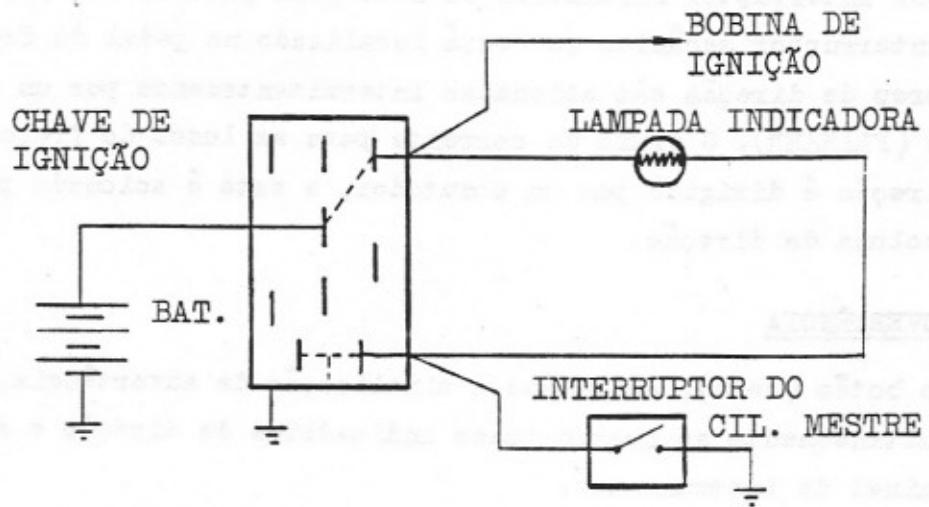 BOBINA DE
IGNIÇÃO
CHAVE DE
IGNIÇÃO
LAMPADA INDICADORA
BAT.
INTERRUPTOR DO
CIL. MESTRE